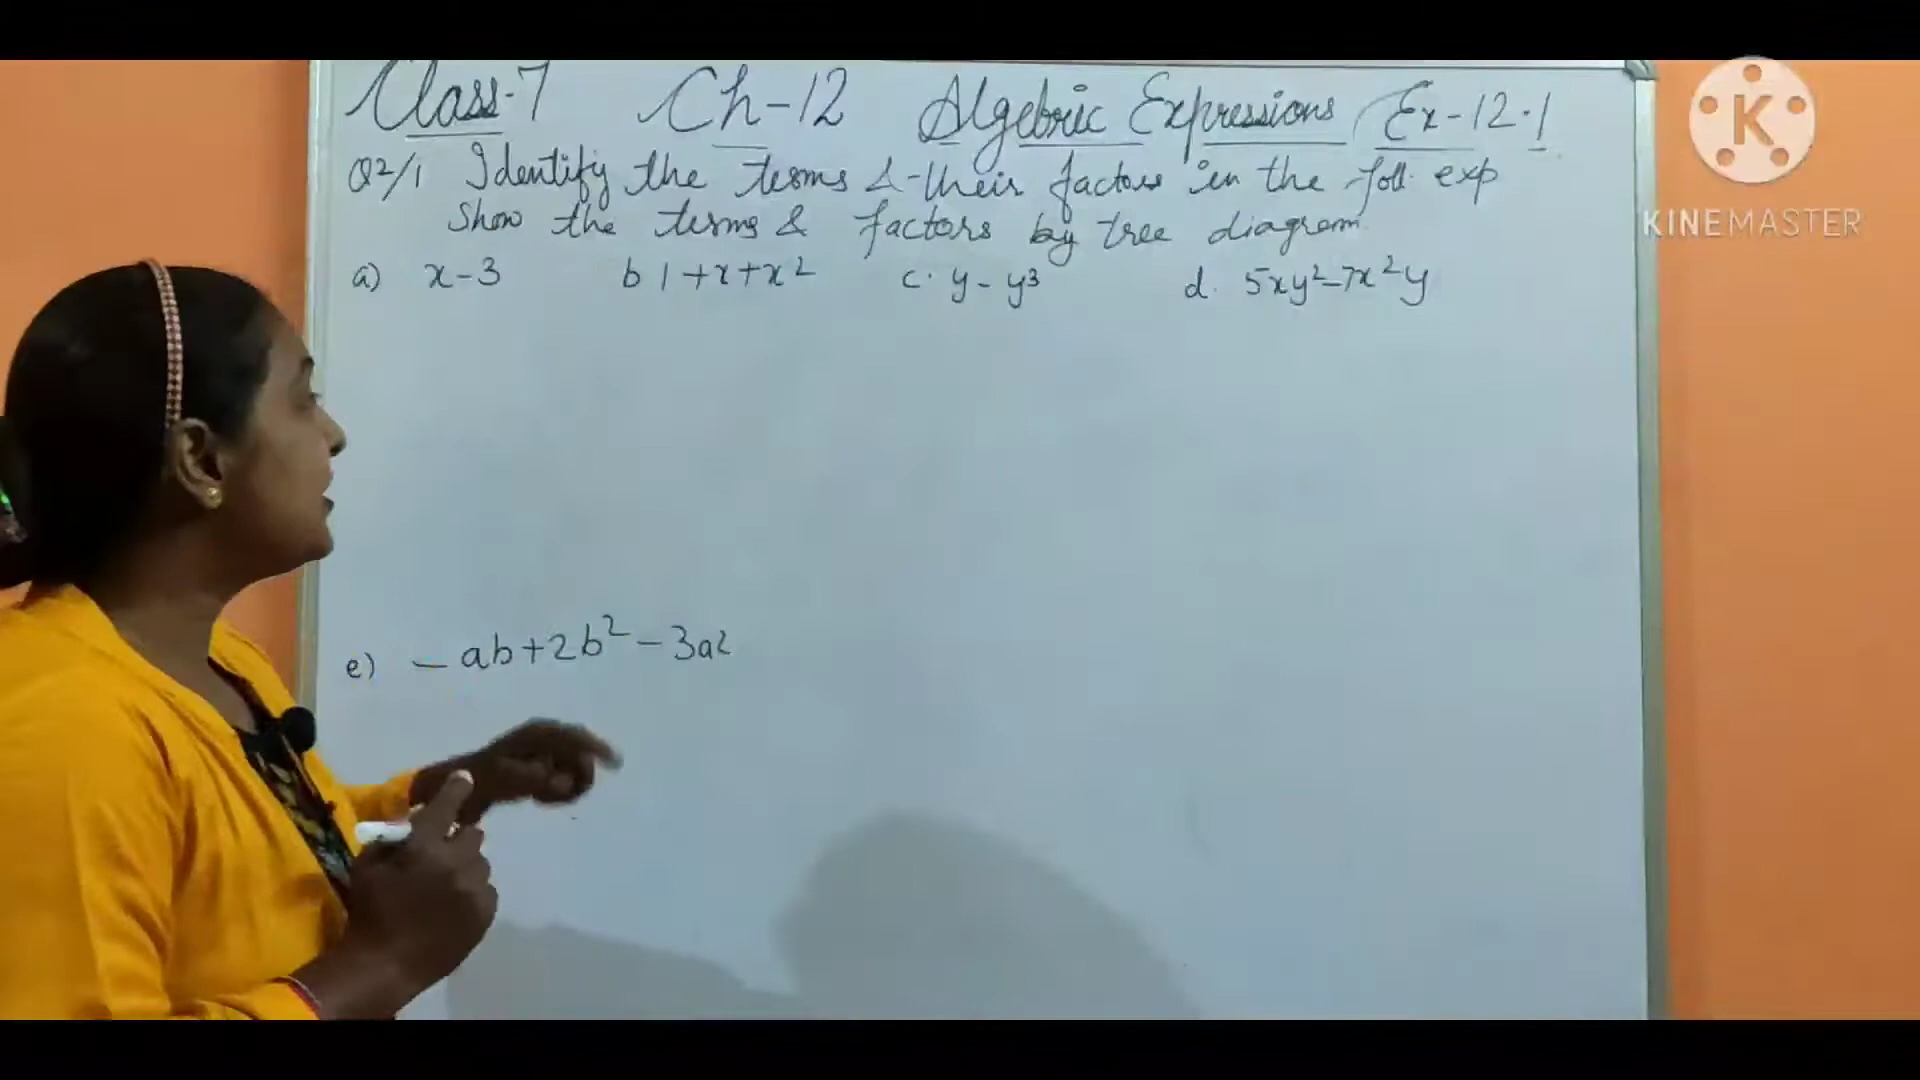 Class-7 Ch-12 Algebric Expressions Ex-12.1
Q2/1 Identify the terms & their factors in the foll. exp
Show the terms & factors by tree diagram.
a) x-3 b 1+x+x² c. y-y³ d. 5xy²-7x²y
e) -ab+2b²-3a²
KINEMASTER